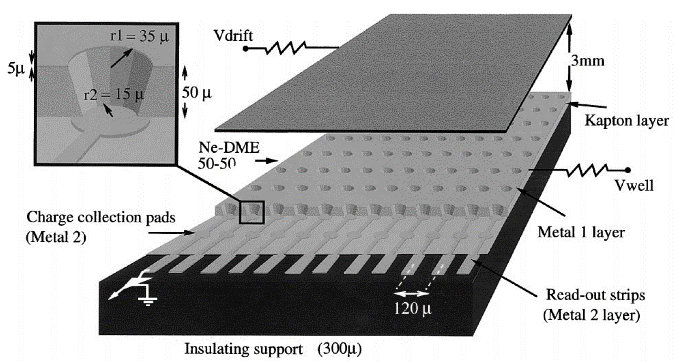 r1 = 35 µ
5µ
r2 = 15 µ
50 µ
Vdrift
3mm
Kapton layer
Ne-DME
50-50
Vwell
Charge collection pads
(Metal 2)
Metal 1 layer
120 µ
Read-out strips
(Metal 2 layer)
Insulating support (300µ)